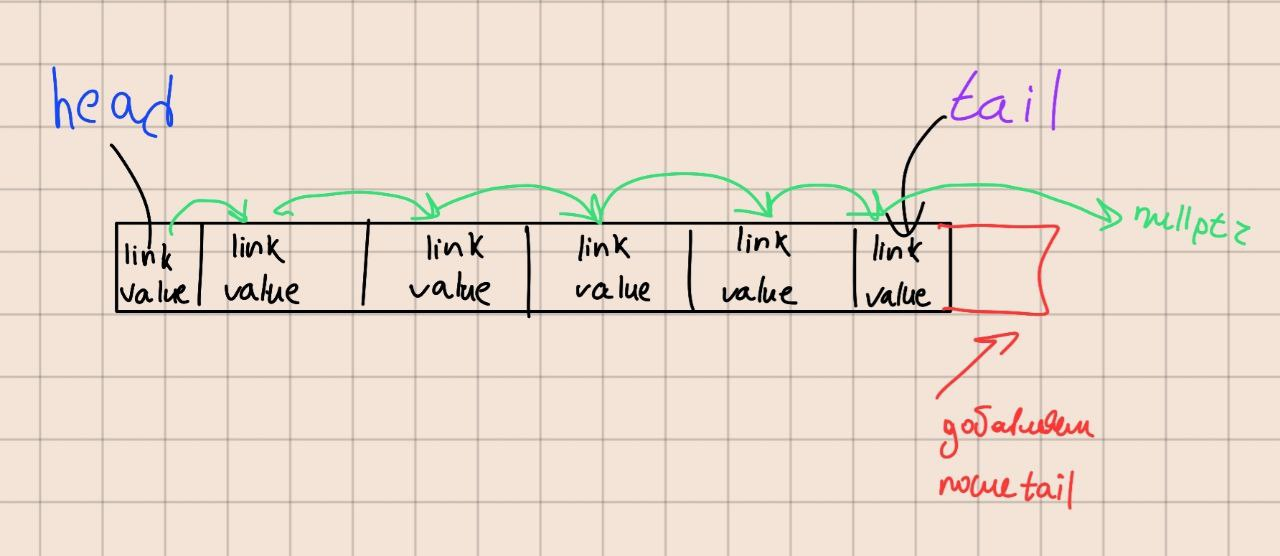 head
tail
nullptr
link
value
link
value
link
value
link
value
link
value
link
value
добавляем
после tail